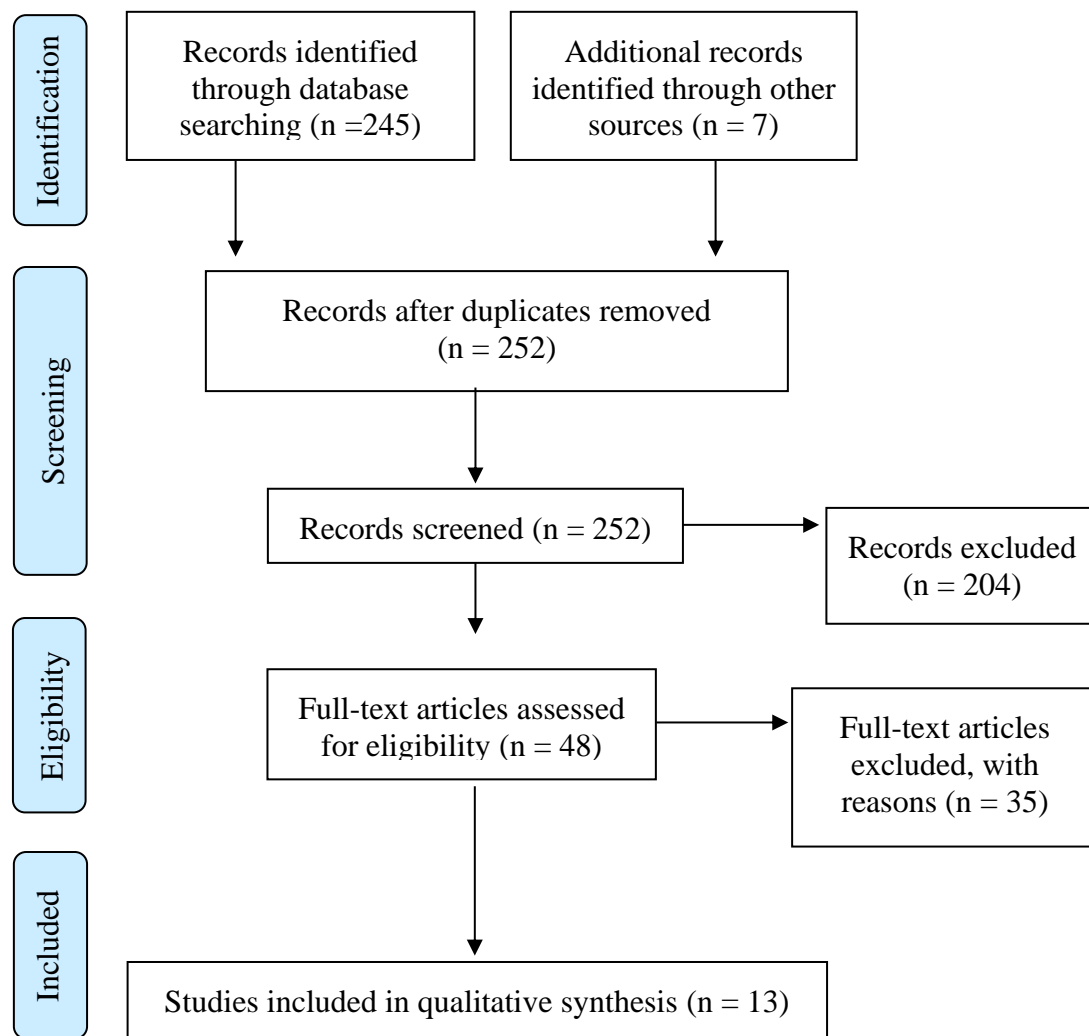 Identification
Records identified
through database
searching (n =245)
Additional records
identified through other
sources (n = 7)
Screening
Records after duplicates removed
(n = 252)
Records screened (n = 252)
Records excluded
(n = 204)
Eligibility
Full-text articles assessed
for eligibility (n = 48)
Full-text articles
excluded, with
reasons (n = 35)
Included
Studies included in qualitative synthesis (n = 13)